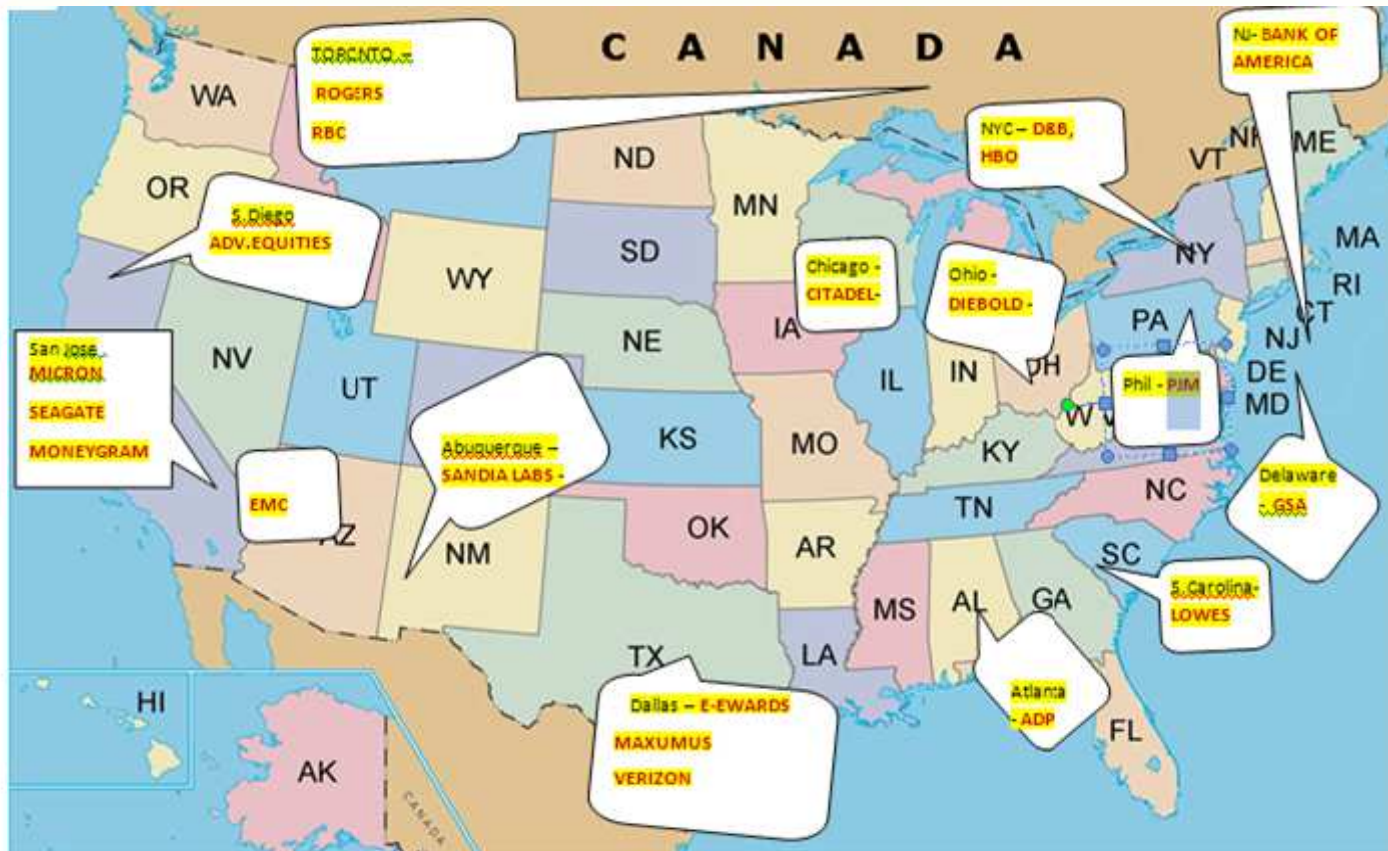 C A N A D A
TORONTO –
ROGERS
RBC
NJ- BANK OF
AMERICA
NYC – D&B,
HBO
WA
OR
ND
MN
VT
ME
S. Diego
ADV.EQUITIES
SD
WY
Chicago -
CITADEL-
Ohio -
DIEBOLD -
NY
MA
RI
CT
San Jose,-
MICRON
SEAGATE
MONEYGRAM
NV
UT
NE
IA
IL
IN
OH
PA
NJ
DE
MD
Phil - PJM
W
Abuquerque –
SANDIA LABS -
KS
MO
KY
EMC
AZ
NM
OK
AR
TN
NC
Delaware
- GSA
SC
S.Carolina-
LOWES
MS
AL
GA
TX
LA
Dallas – E-EWARDS
MAXUMUS
VERIZON
Atlanta
- ADP
FL
HI
AK
CANADA